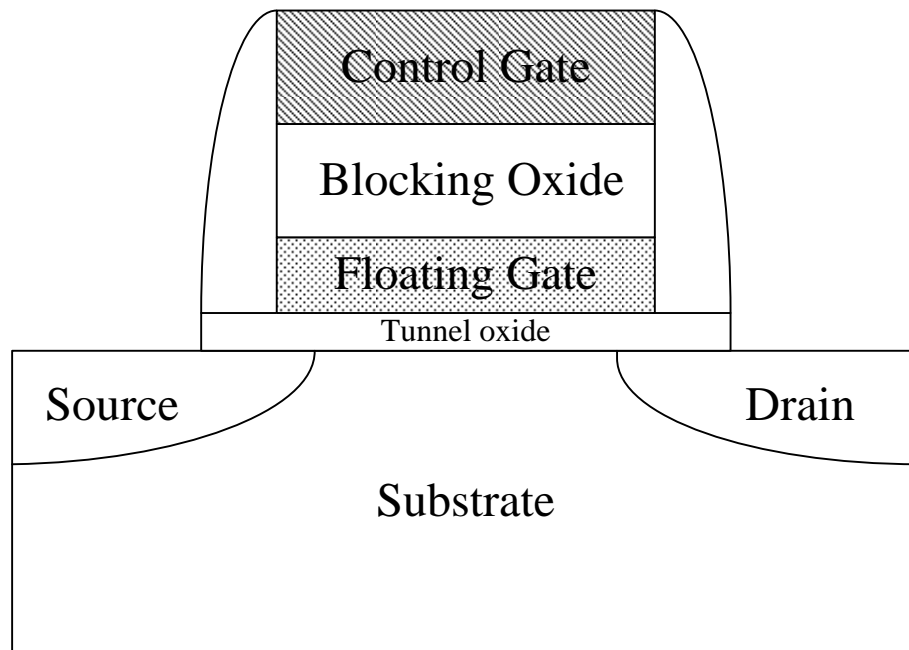 Control Gate
Blocking Oxide
Floating Gate
Tunnel oxide
Source
Drain
Substrate